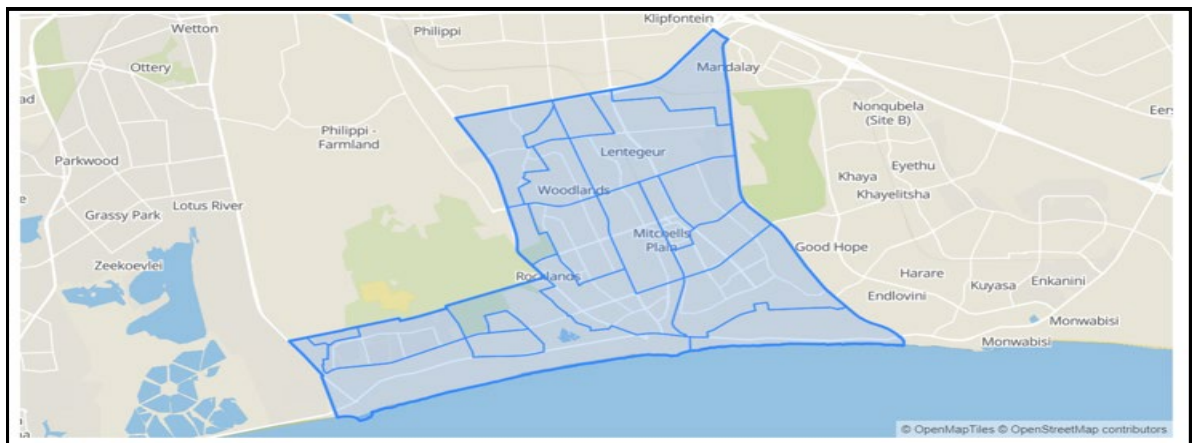 Klipfontein
Wetton
Philippi
Ottery
Mandalay
ad
Nonqubela
(Site B)
Eers
Philippi -
Farmland
Lentegeur
Parkwood
Eyethu
Khaya
Woodlands
Khayelitsha
Lotus River
Grassy Park
Mitchells
Plain
Good Hope
Zeekoevlei
Rocklands
Harare
Enkanini
Kuyasa
Endlovini
Monwabisi
Monwabisi
© OpenMapTiles © OpenStreetMap contributors